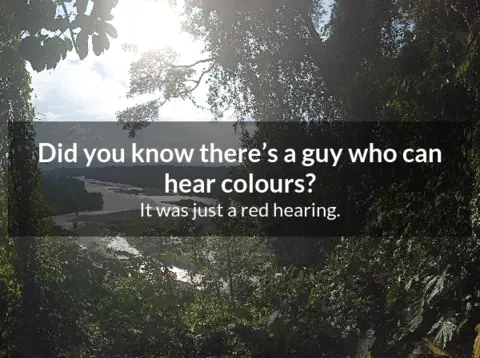 Did you know there’s a guy who can
hear colours?
It was just a red hearing.